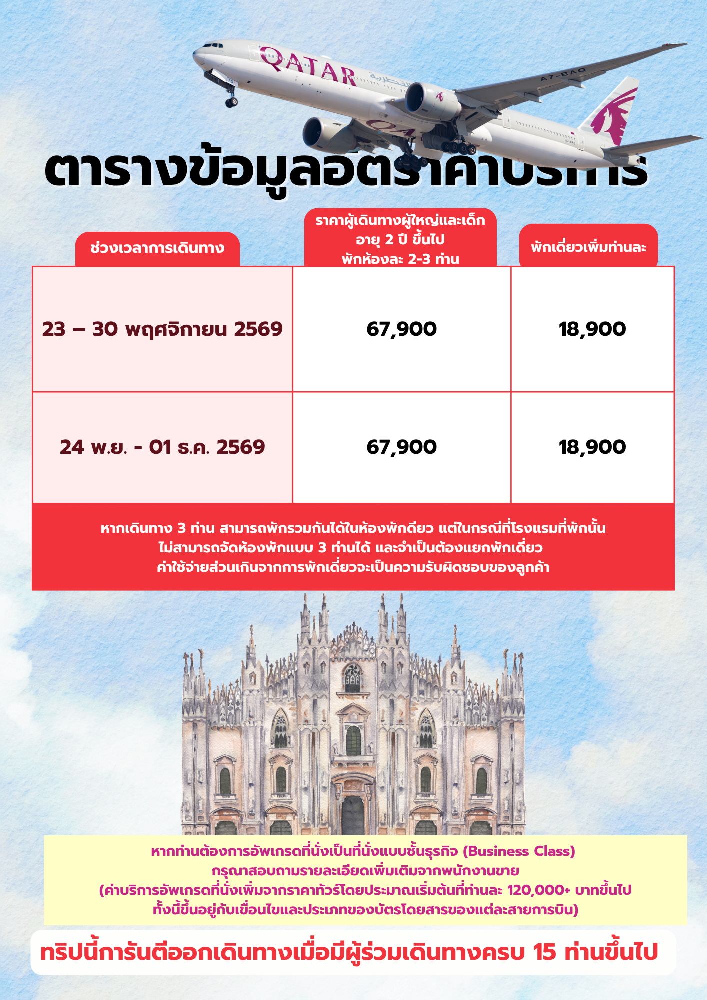 QATAR
القطرية
A7-BAQ
AQ
QA
A7-BAQ
ตารางข้อมูลอัตราค่าบริการ
ช่วงเวลาการเดินทาง
ราคาผู้เดินทางผู้ใหญ่และเด็ก
อายุ 2 ปี ขึ้นไป
พักห้องละ 2-3 ท่าน
พักเดี่ยวเพิ่มท่านละ
23 – 30 พฤศจิกายน 2569
67,900
18,900
24 พ.ย. - 01 ธ.ค. 2569
67,900
18,900
หากเดินทาง 3 ท่าน สามารถพักรวมกันได้ในห้องพักดียว แต่ในกรณีที่โรงแรมที่พักนั้น
ไม่สามารถจัดห้องพักแบบ 3 ท่านได้ และจำเป็นต้องแยกพักเดี่ยว
ค่าใช้จ่ายส่วนเกินจากการพักเดี่ยวจะเป็นความรับผิดชอบของลูกค้า
หากท่านต้องการอัพเกรดที่นั่งเป็นที่นั่งแบบชั้นธุรกิจ (Business Class)
กรุณาสอบถามรายละเอียดเพิ่มเติมจากพนักงานขาย
(ค่าบริการอัพเกรดที่นั่งเพิ่มจากราคาทัวร์โดยประมาณเริ่มต้นที่ท่านละ 120,000+ บาทขึ้นไป
ทั้งนี้ขึ้นอยู่กับเงื่อนไขและประเภทของบัตรโดยสารของแต่ละสายการบิน)
ทริปนี้การันตีออกเดินทางเมื่อมีผู้ร่วมเดินทางครบ 15 ท่านขึ้นไป